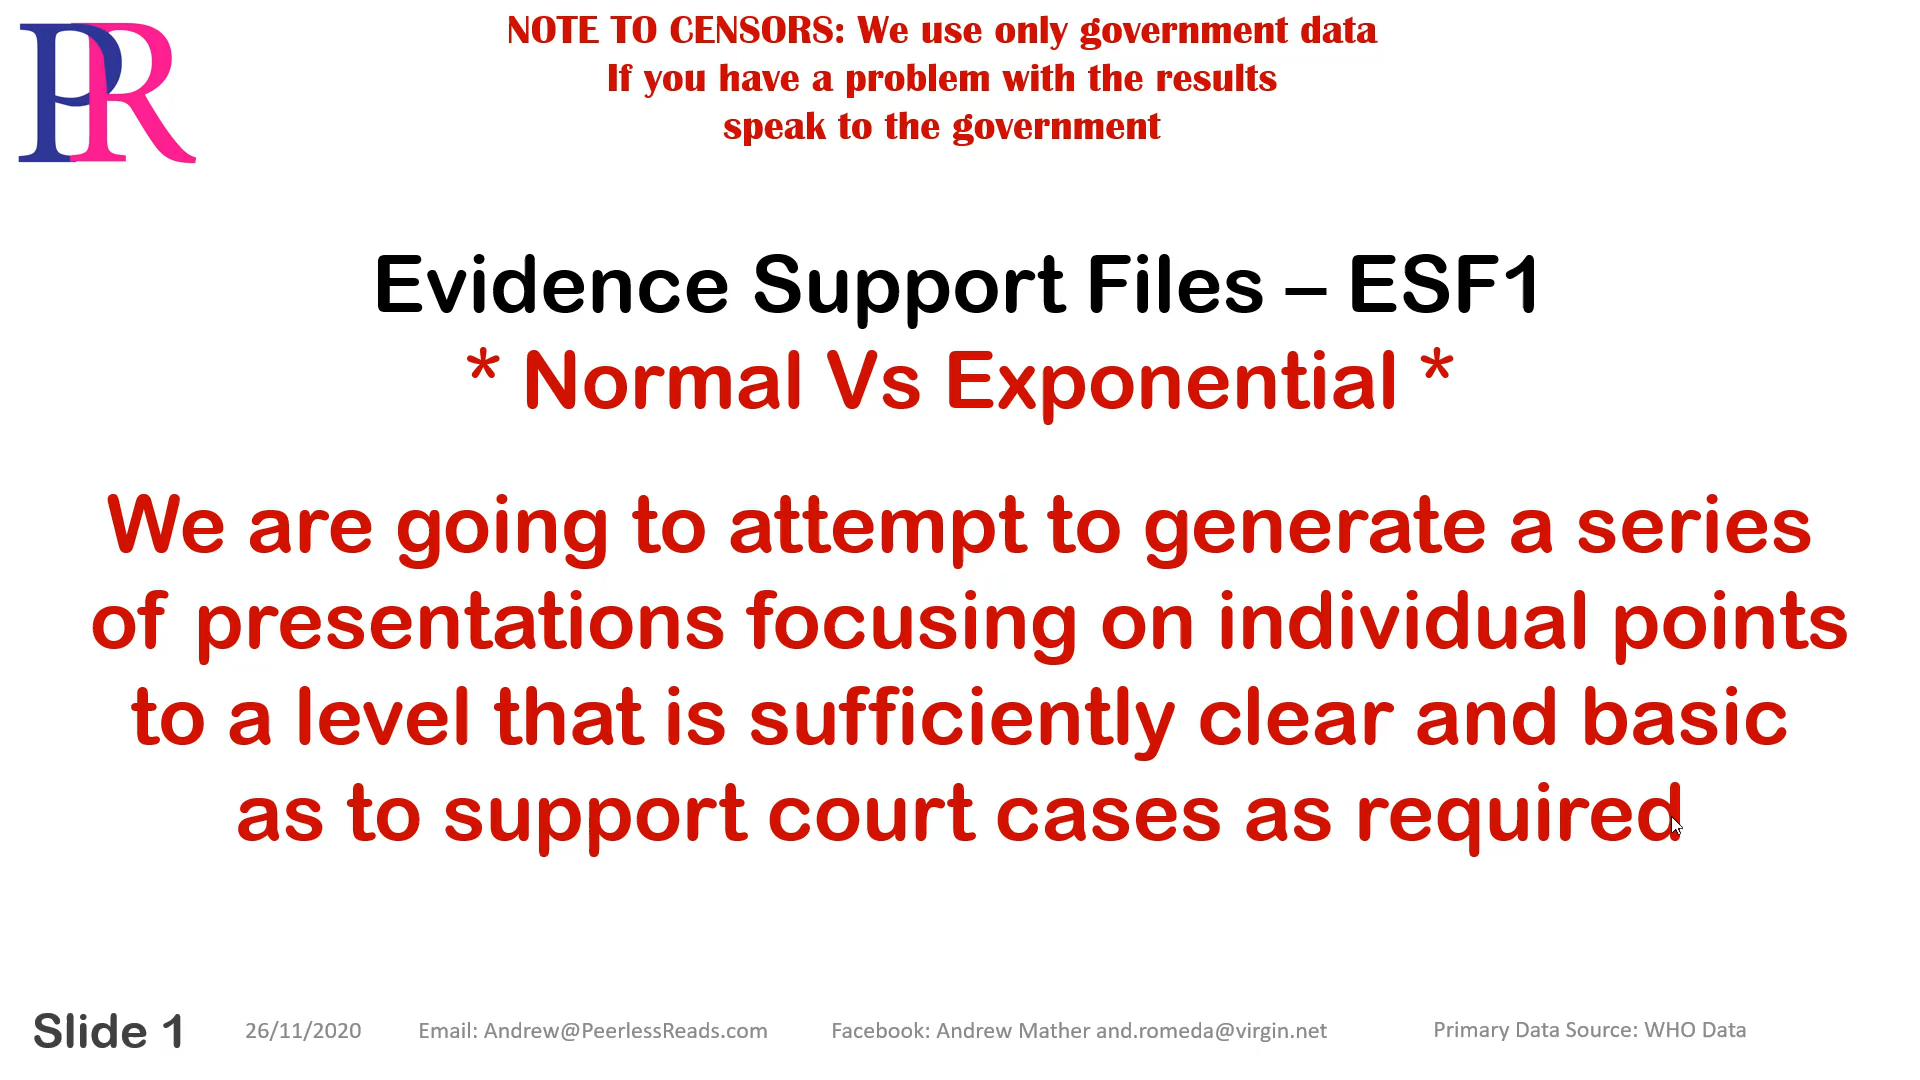 PR
NOTE TO CENSORS: We use only government data
If you have a problem with the results
speak to the government
Evidence Support Files – ESF1
* Normal Vs Exponential *
We are going to attempt to generate a series
of presentations focusing on individual points
to a level that is sufficiently clear and basic
as to support court cases as required
Slide 1 26/11/2020 Email: Andrew@PeerlessReads.com Facebook: Andrew Mather and.romeda@virgin.net Primary Data Source: WHO Data